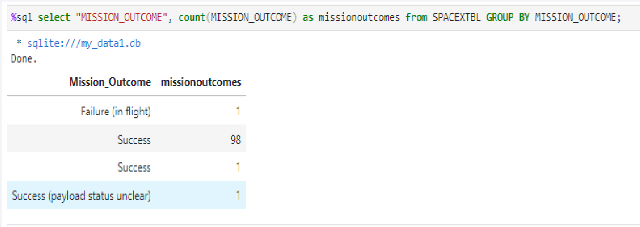 %sql select "MISSION_OUTCOME", count(MISSION_OUTCOME) as missionoutcomes from SPACEXTBL GROUP BY MISSION_OUTCOME;
* sqlite:///my_data1.db
Done.
Mission_Outcome missionoutcomes
Failure (in flight) 1
Success 98
Success 1
Success (payload status unclear) 1